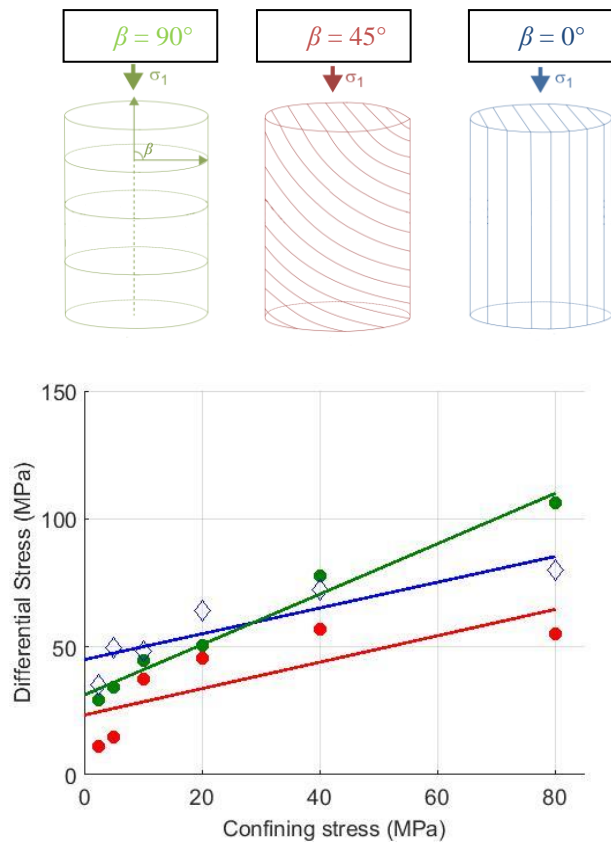 β = 90° β = 45° β = 0°
σ1 σ1 σ1
β
150
100
50
0
Differential Stress (MPa)
0 20 40 60 80
Confining stress (MPa)